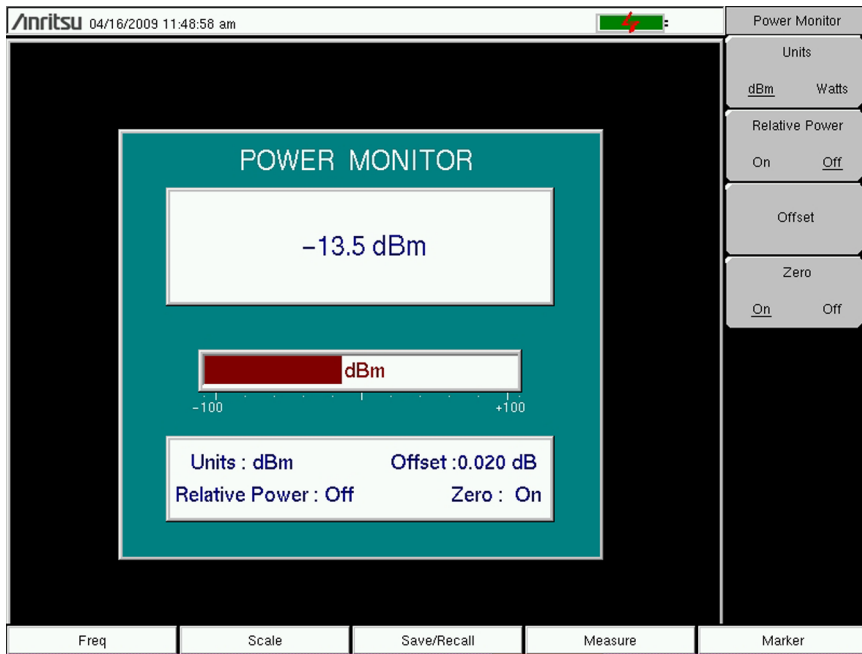 Anritsu 04/16/2009 11:48:58 am
Power Monitor
Units
dBm Watts
Relative Power
On Off
Offset
Zero
On Off
POWER MONITOR
-13.5 dBm
dBm
-100 +100
Units : dBm Offset :0.020 dB
Relative Power : Off Zero : On
Freq Scale Save/Recall Measure Marker